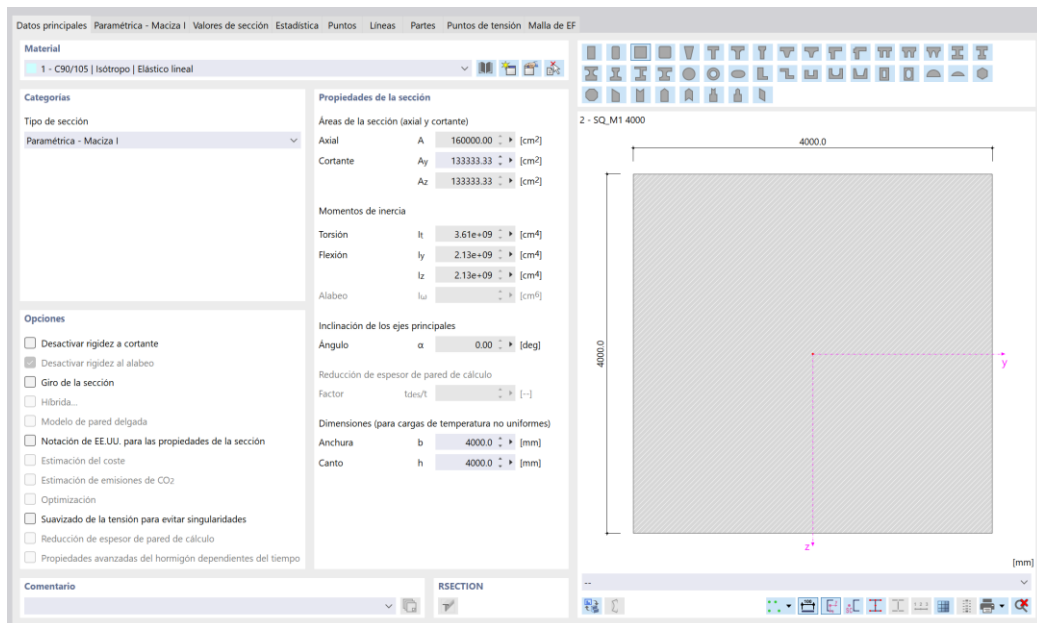 Datos principales Paramétrica - Maciza I Valores de sección Estadística Puntos Líneas Partes Puntos de tensión Malla de EF
Material
1 - C90/105 | Isótropo | Elástico lineal
Categorías
Tipo de sección
Paramétrica - Maciza I
Opciones
Desactivar rigidez a cortante
Desactivar rigidez al alabeo
Giro de la sección
Híbrida...
Modelo de pared delgada
Notación de EE.UU. para las propiedades de la sección
Estimación del coste
Estimación de emisiones de CO2
Optimización
Suavizado de la tensión para evitar singularidades
Reducción de espesor de pared de cálculo
Propiedades avanzadas del hormigón dependientes del tiempo
Propiedades de la sección
Áreas de la sección (axial y cortante)
Axial A 160000.00 [cm2]
Cortante Ay 133333.33 [cm2]
Az 133333.33 [cm2]
Momentos de inercia
Torsión It 3.61e+09 [cm4]
Flexión Iy 2.13e+09 [cm4]
Iz 2.13e+09 [cm4]
Alabeo Iω [cm6]
Inclinación de los ejes principales
Ángulo α 0.00 [deg]
Reducción de espesor de pared de cálculo
Factor tdes/t [--]
Dimensiones (para cargas de temperatura no uniformes)
Anchura b 4000.0 [mm]
Canto h 4000.0 [mm]
Comentario
RSECTION
2 - SQ_M1 4000
4000.0
4000.0
y
z
[mm]
--